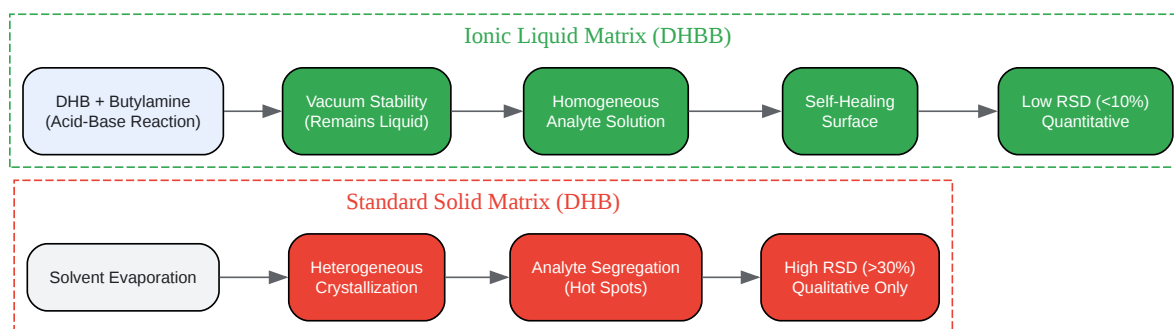 Ionic Liquid Matrix (DHBB)
DHB + Butylamine
(Acid-Base Reaction)
Vacuum Stability
(Remains Liquid)
Homogeneous
Analyte Solution
Self-Healing
Surface
Low RSD (<10%)
Quantitative
Standard Solid Matrix (DHB)
Solvent Evaporation
Heterogeneous
Crystallization
Analyte Segregation
(Hot Spots)
High RSD (>30%)
Qualitative Only